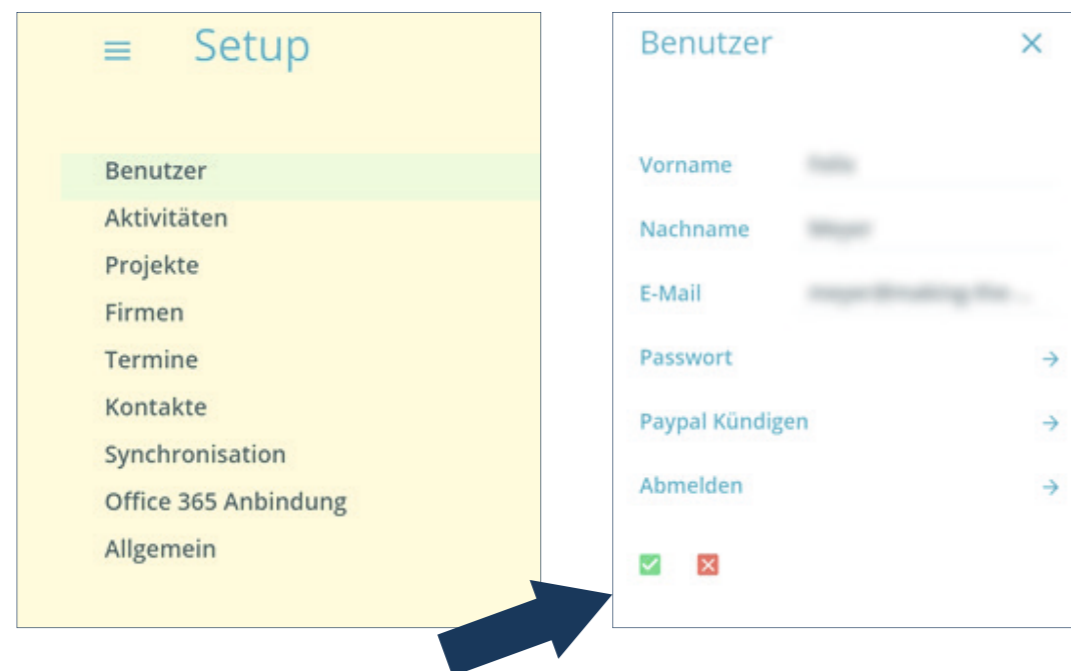 Setup
Benutzer
Aktivitäten
Projekte
Firmen
Termine
Kontakte
Synchronisation
Office 365 Anbindung
Allgemein
Benutzer
Vorname
Nachname
E-Mail
Passwort
Paypal Kündigen
Abmelden